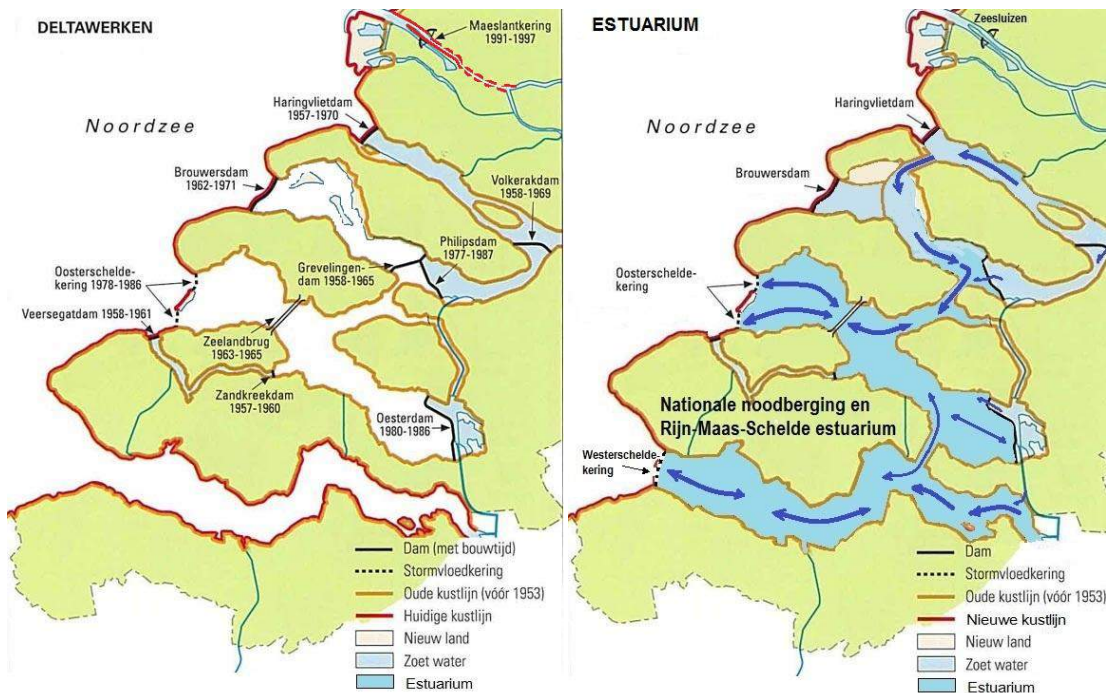 DELTAWERKEN
Maeslantkering
1991-1997
Haringvlietdam
1957-1970
Noordzee
Brouwersdam
1962-1971
Volkerakdam
1958-1969
Philipsdam
1977-1987
Grevelingen-
dam 1958-1965
Oosterschelde-
kering 1978-1986
Veersegatdam 1958-1961
Zeelandbrug
1963-1965
Zandkreekdam
1957-1960
Oesterdam
1980-1986
Dam (met bouwtijd)
Stormvloedkering
Oude kustlijn (vóór 1953)
Huidige kustlijn
Nieuw land
Zoet water
Estuarium
ESTUARIUM
Zeesluizen
Haringvlietdam
Noordzee
Brouwersdam
Oosterschelde-
kering
Nationale noodberging en
Rijn-Maas-Schelde estuarium
Westerschelde-
kering
Dam
Stormvloedkering
Oude kustlijn (vóór 1953)
Nieuwe kustlijn
Nieuw land
Zoet water
Estuarium